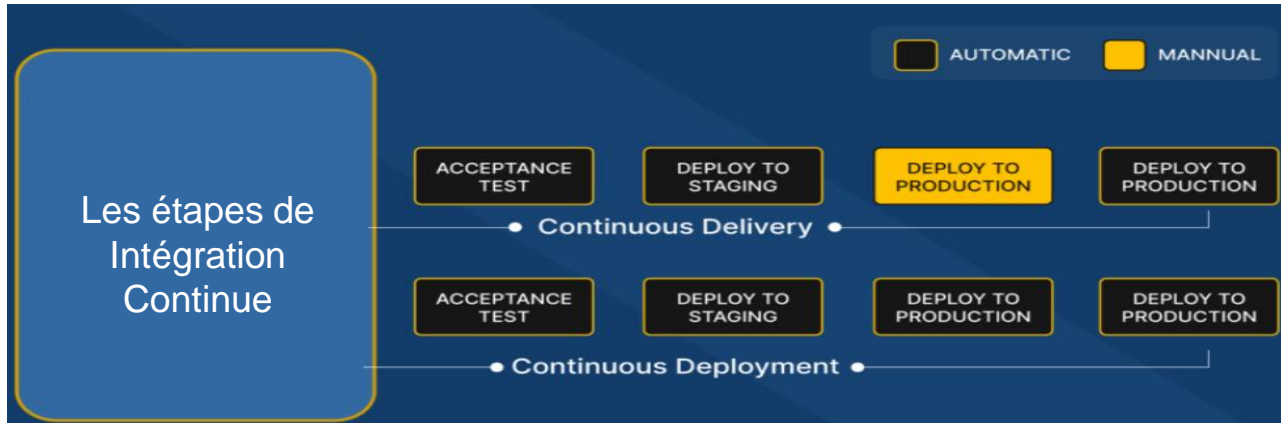 AUTOMATIC
MANNUAL
Les étapes de
Intégration
Continue
ACCEPTANCE
TEST
DEPLOY TO
STAGING
DEPLOY TO
PRODUCTION
DEPLOY TO
PRODUCTION
Continuous Delivery
ACCEPTANCE
TEST
DEPLOY TO
STAGING
DEPLOY TO
PRODUCTION
DEPLOY TO
PRODUCTION
Continuous Deployment